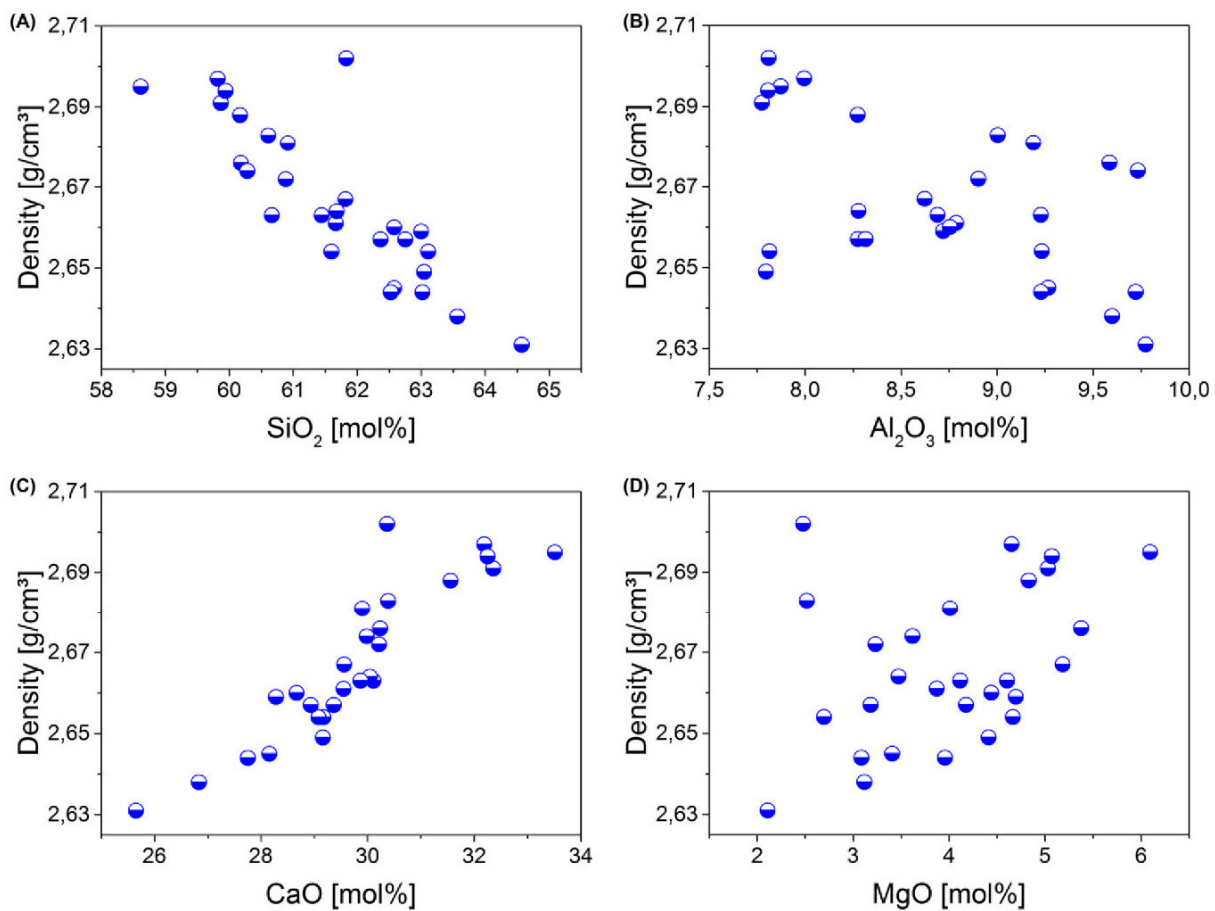 (A)
2,71
2,69
2,67
2,65
2,63
Density [g/cm³]
58 59 60 61 62 63 64 65
SiO₂ [mol%]
(B)
2,71
2,69
2,67
2,65
2,63
Density [g/cm³]
7,5 8,0 8,5 9,0 9,5 10,0
Al₂O₃ [mol%]
(C)
2,71
2,69
2,67
2,65
2,63
Density [g/cm³]
26 28 30 32 34
CaO [mol%]
(D)
2,71
2,69
2,67
2,65
2,63
Density [g/cm³]
2 3 4 5 6
MgO [mol%]